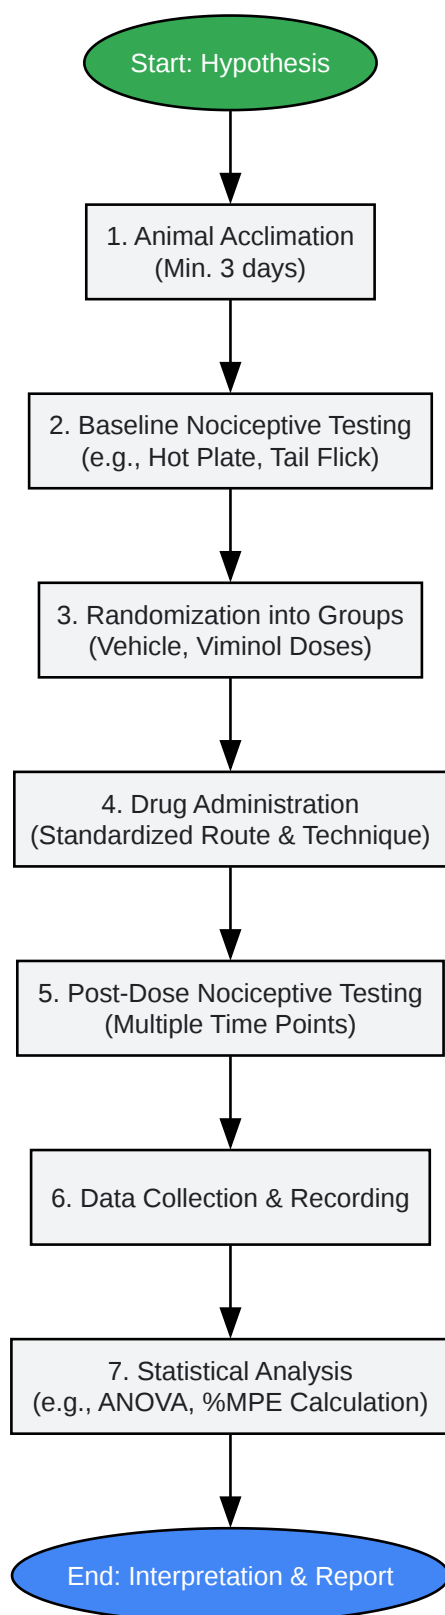 Start: Hypothesis
1. Animal Acclimation
(Min. 3 days)
2. Baseline Nociceptive Testing
(e.g., Hot Plate, Tail Flick)
3. Randomization into Groups
(Vehicle, Viminol Doses)
4. Drug Administration
(Standardized Route & Technique)
5. Post-Dose Nociceptive Testing
(Multiple Time Points)
6. Data Collection & Recording
7. Statistical Analysis
(e.g., ANOVA, %MPE Calculation)
End: Interpretation & Report